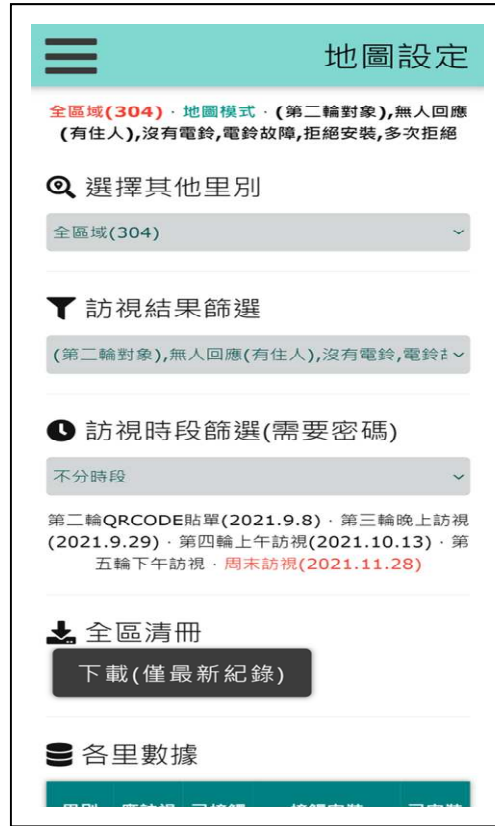 地圖設定
全區域(304)．地圖模式．(第二輪對象),無人回應
(有住人),沒有電鈴,電鈴故障,拒絕安裝,多次拒絕
選擇其他里別
全區域(304)
訪視結果篩選
(第二輪對象),無人回應(有住人),沒有電鈴,電鈴
訪視時段篩選(需要密碼)
不分時段
第二輪QRCODE貼單(2021.9.8)．第三輪晚上訪視
(2021.9.29)．第四輪上午訪視(2021.10.13)．第
五輪下午訪視．周末訪視(2021.11.28)
全區清冊
下載(僅最新紀錄)
各里數據